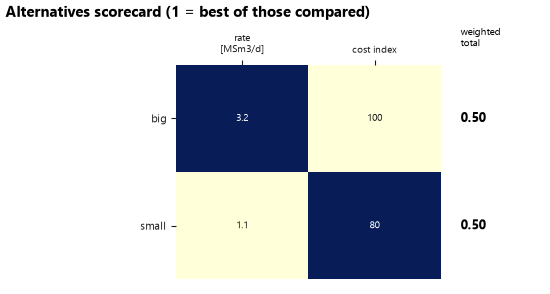 Alternatives scorecard (1 = best of those compared)
rate
[MSm3/d]
cost index
weighted
total
big
3.2
100
0.50
small
1.1
80
0.50